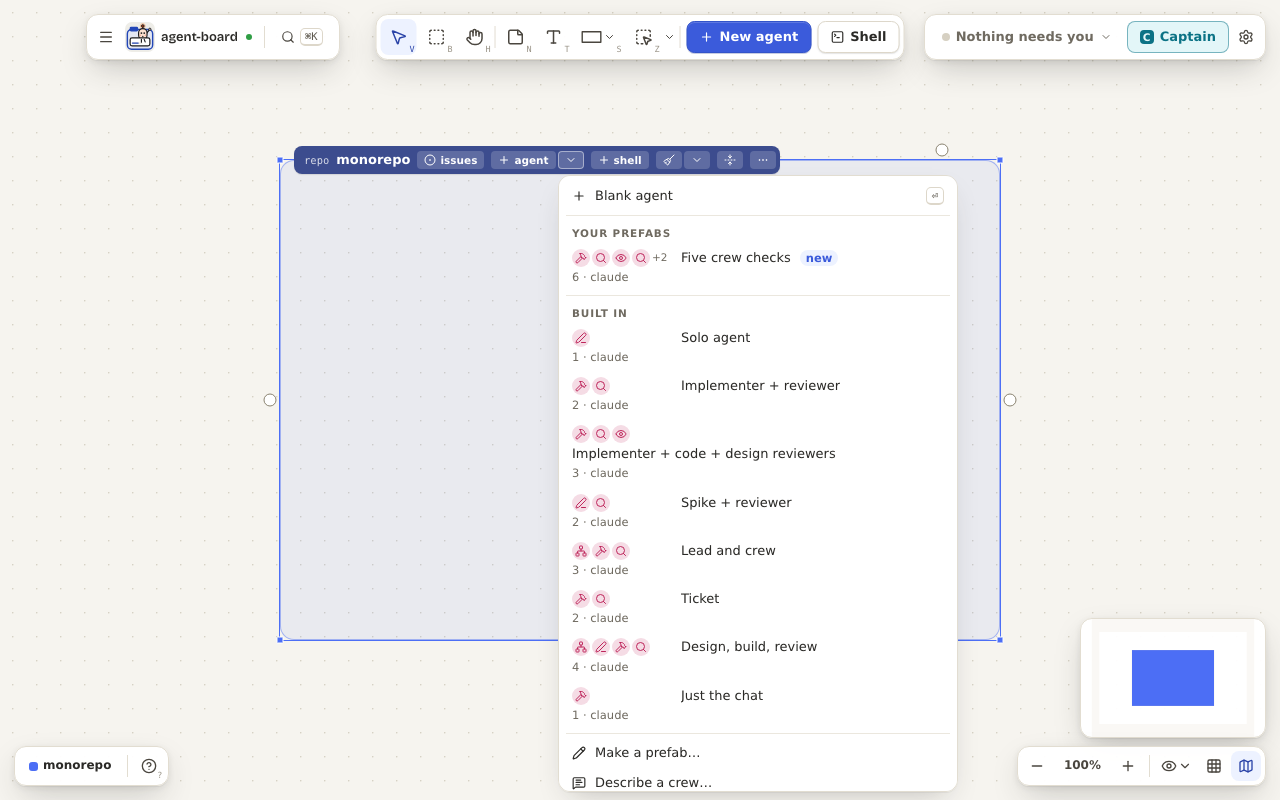 agent-board
⌘K
V
B
H
N
T
S
Z
New agent
Shell
Nothing needs you
C Captain
repo monorepo issues + agent + shell
Blank agent
YOUR PREFABS
+2 Five crew checks new
6 · claude
BUILT IN
Solo agent
1 · claude
Implementer + reviewer
2 · claude
Implementer + code + design reviewers
3 · claude
Spike + reviewer
2 · claude
Lead and crew
3 · claude
Ticket
2 · claude
Design, build, review
4 · claude
Just the chat
1 · claude
Make a prefab…
Describe a crew…
monorepo
?
100%